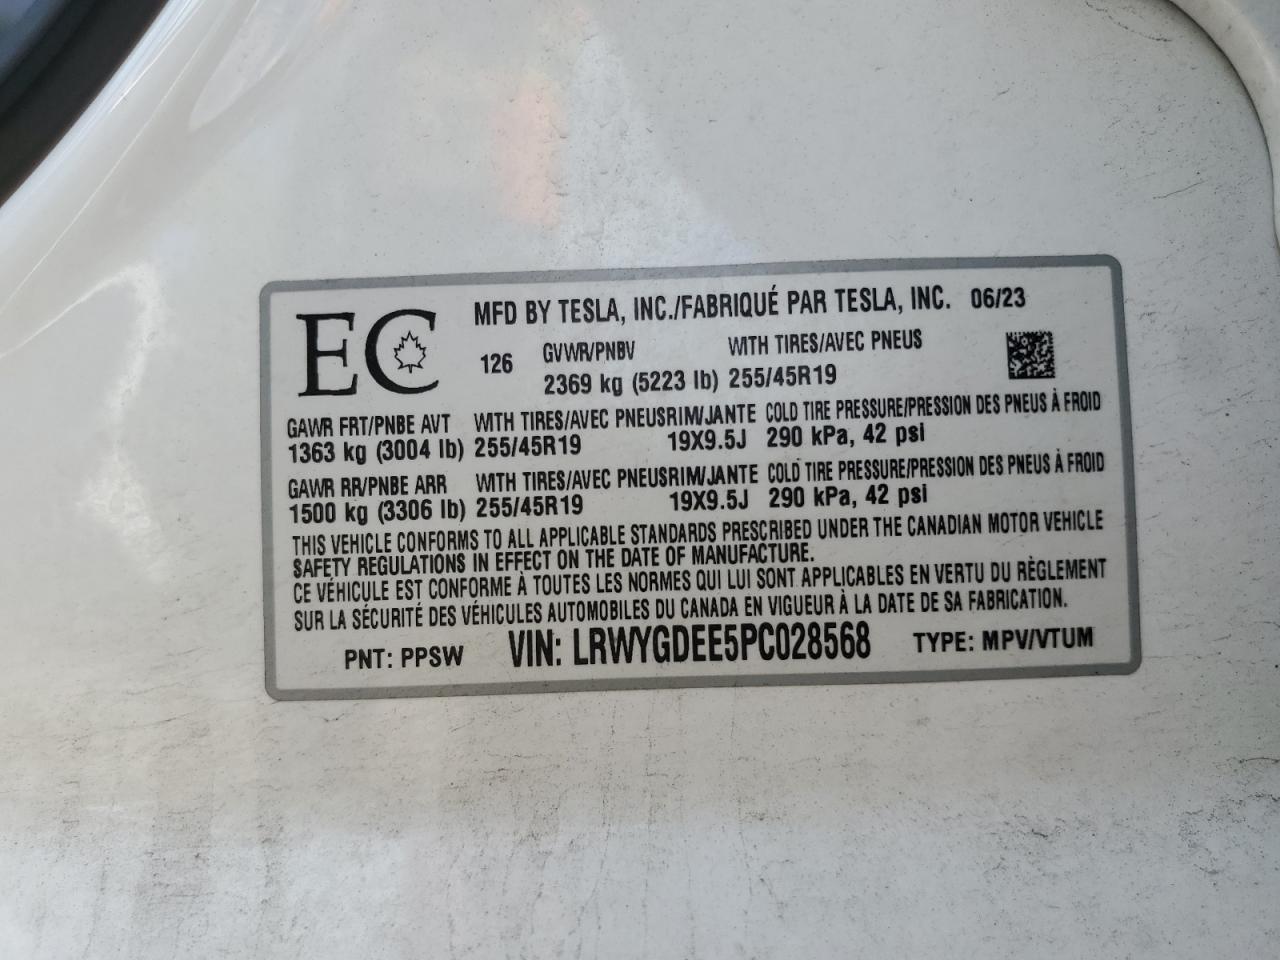 EC
MFD BY TESLA, INC./FABRIQUÉ PAR TESLA, INC. 06/23
126 GVWR/PNBV WITH TIRES/AVEC PNEUS
2369 kg (5223 lb) 255/45R19
GAWR FRT/PNBE AVT WITH TIRES/AVEC PNEUSRIM/JANTE COLD TIRE PRESSURE/PRESSION DES PNEUS À FROID
1363 kg (3004 lb) 255/45R19 19X9.5J 290 kPa, 42 psi
GAWR RR/PNBE ARR WITH TIRES/AVEC PNEUSRIM/JANTE COLD TIRE PRESSURE/PRESSION DES PNEUS À FROID
1500 kg (3306 lb) 255/45R19 19X9.5J 290 kPa, 42 psi
THIS VEHICLE CONFORMS TO ALL APPLICABLE STANDARDS PRESCRIBED UNDER THE CANADIAN MOTOR VEHICLE
SAFETY REGULATIONS IN EFFECT ON THE DATE OF MANUFACTURE.
CE VÉHICULE EST CONFORME À TOUTES LES NORMES QUI LUI SONT APPLICABLES EN VERTU DU RÈGLEMENT
SUR LA SÉCURITÉ DES VÉHICULES AUTOMOBILES DU CANADA EN VIGUEUR À LA DATE DE SA FABRICATION.
PNT: PPSW VIN: LRWYGDEE5PC028568 TYPE: MPV/VTUM